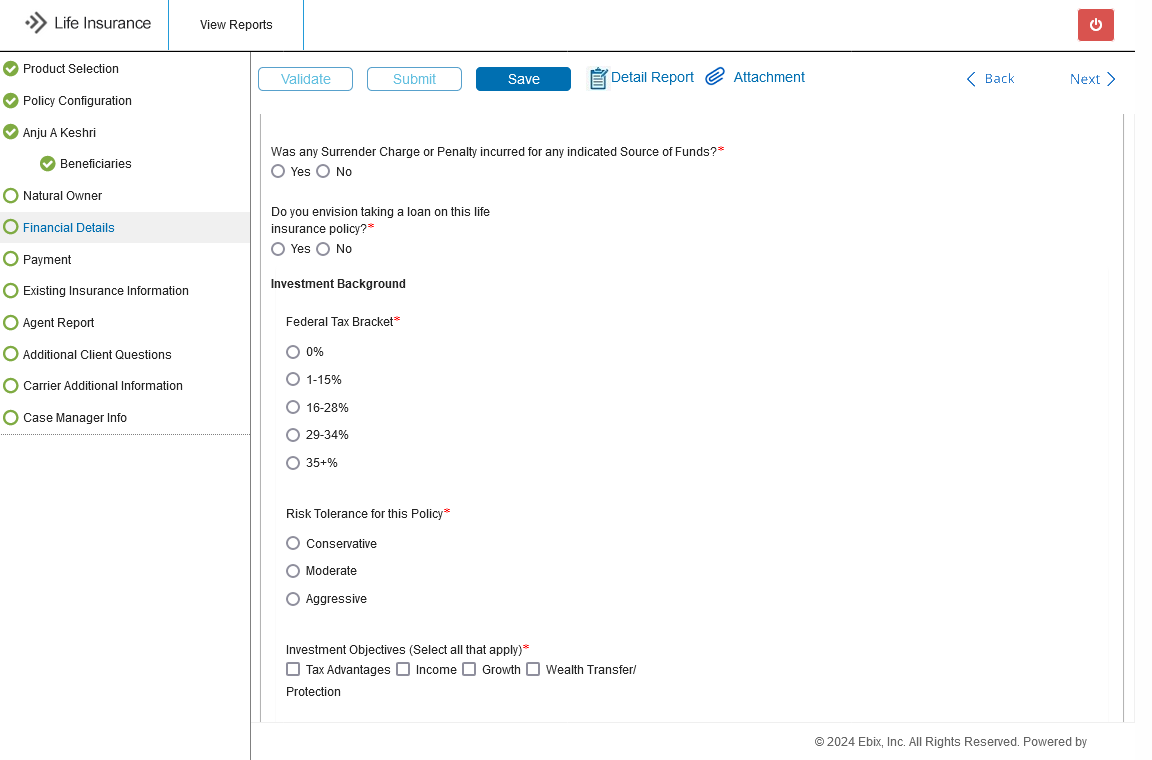 Life Insurance
View Reports
Product Selection
Policy Configuration
Anju A Keshri
Beneficiaries
Natural Owner
Financial Details
Payment
Existing Insurance Information
Agent Report
Additional Client Questions
Carrier Additional Information
Case Manager Info
Validate
Submit
Save
Detail Report
Attachment
Back
Next
Was any Surrender Charge or Penalty incurred for any indicated Source of Funds?*
Yes No
Do you envision taking a loan on this life
insurance policy?*
Yes No
Investment Background
Federal Tax Bracket*
0%
1-15%
16-28%
29-34%
35+%
Risk Tolerance for this Policy*
Conservative
Moderate
Aggressive
Investment Objectives (Select all that apply)*
Tax Advantages Income Growth Wealth Transfer/
Protection
© 2024 Ebix, Inc. All Rights Reserved. Powered by